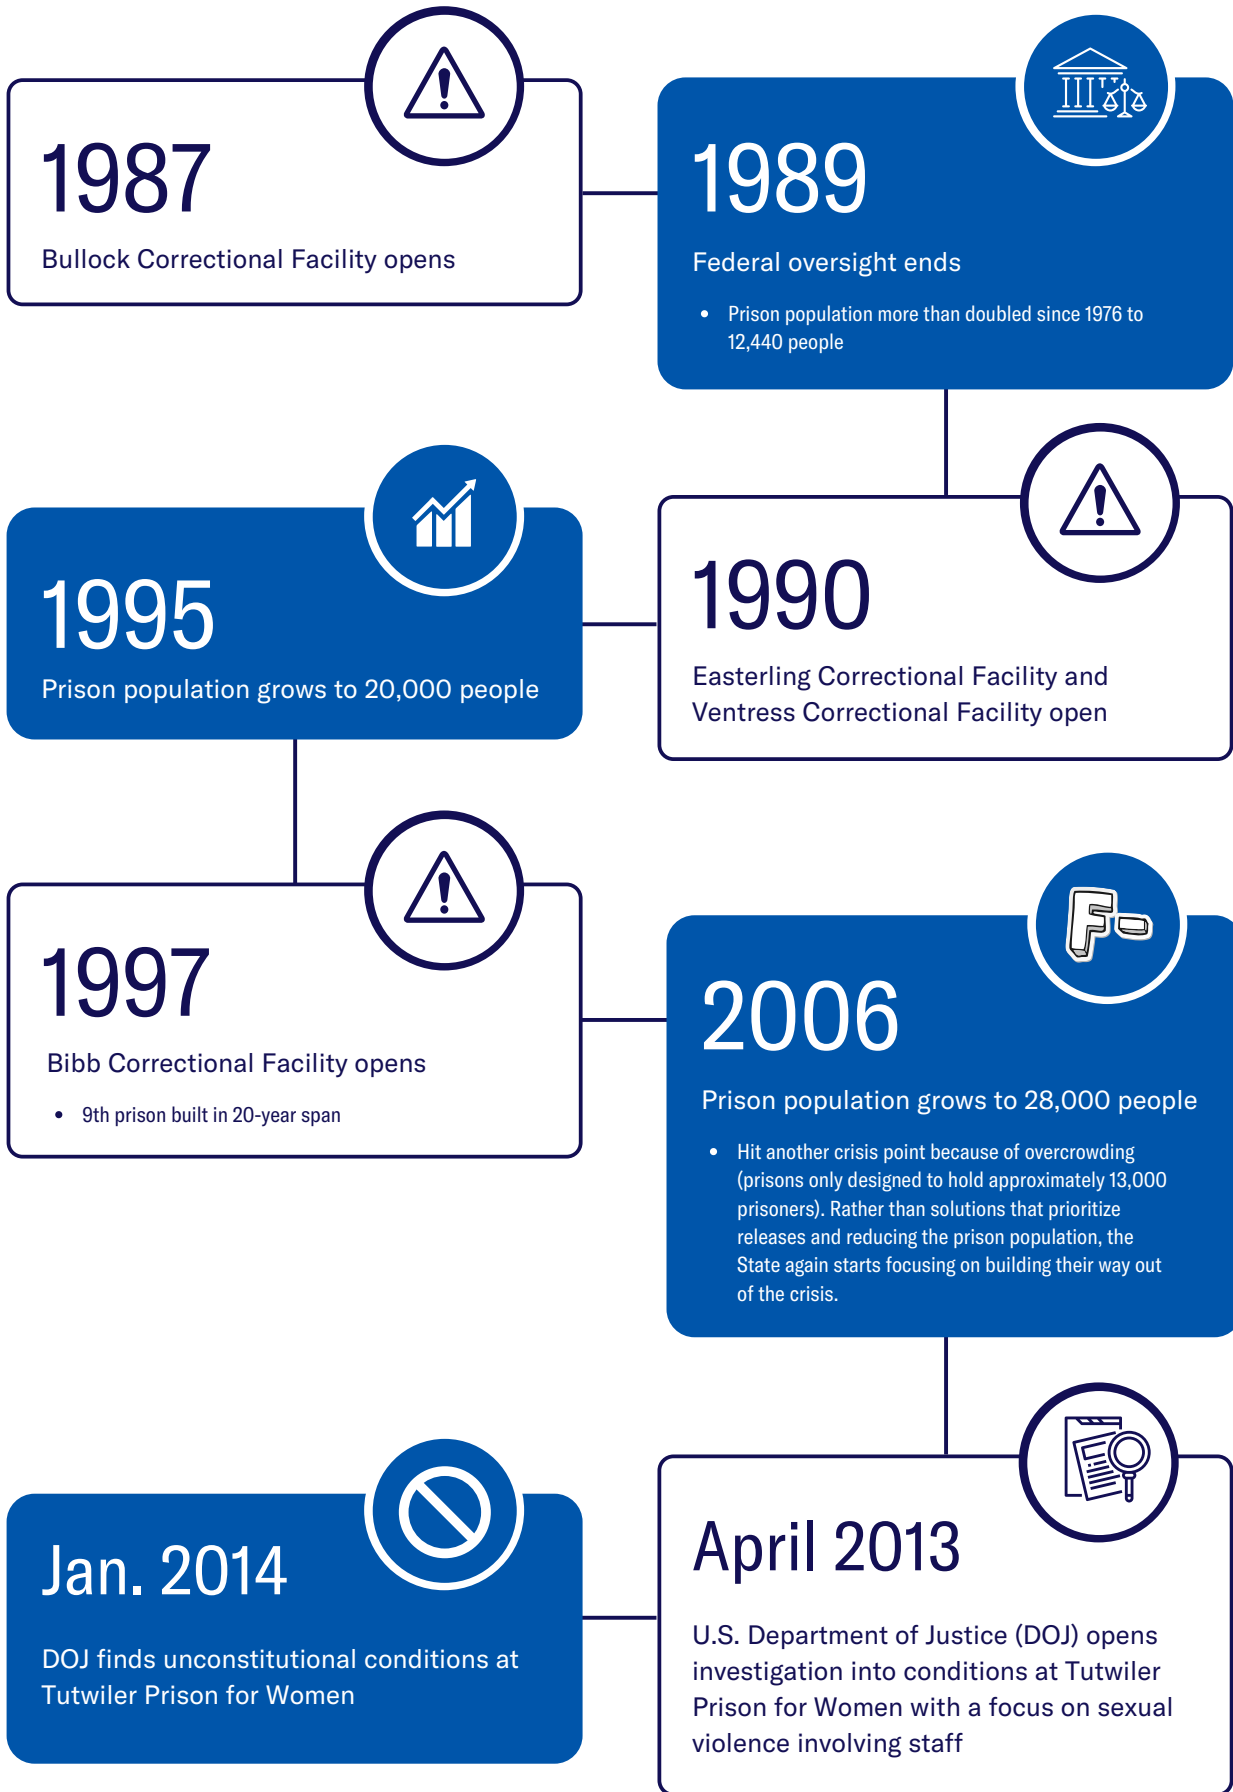 1987
Bullock Correctional Facility opens
1989
Federal oversight ends
• Prison population more than doubled since 1976 to
12,440 people
1990
Easterling Correctional Facility and
Ventress Correctional Facility open
1995
Prison population grows to 20,000 people
1997
Bibb Correctional Facility opens
• 9th prison built in 20-year span
F-
2006
Prison population grows to 28,000 people
• Hit another crisis point because of overcrowding
(prisons only designed to hold approximately 13,000
prisoners). Rather than solutions that prioritize
releases and reducing the prison population, the
State again starts focusing on building their way out
of the crisis.
April 2013
U.S. Department of Justice (DOJ) opens
investigation into conditions at Tutwiler
Prison for Women with a focus on sexual
violence involving staff
Jan. 2014
DOJ finds unconstitutional conditions at
Tutwiler Prison for Women